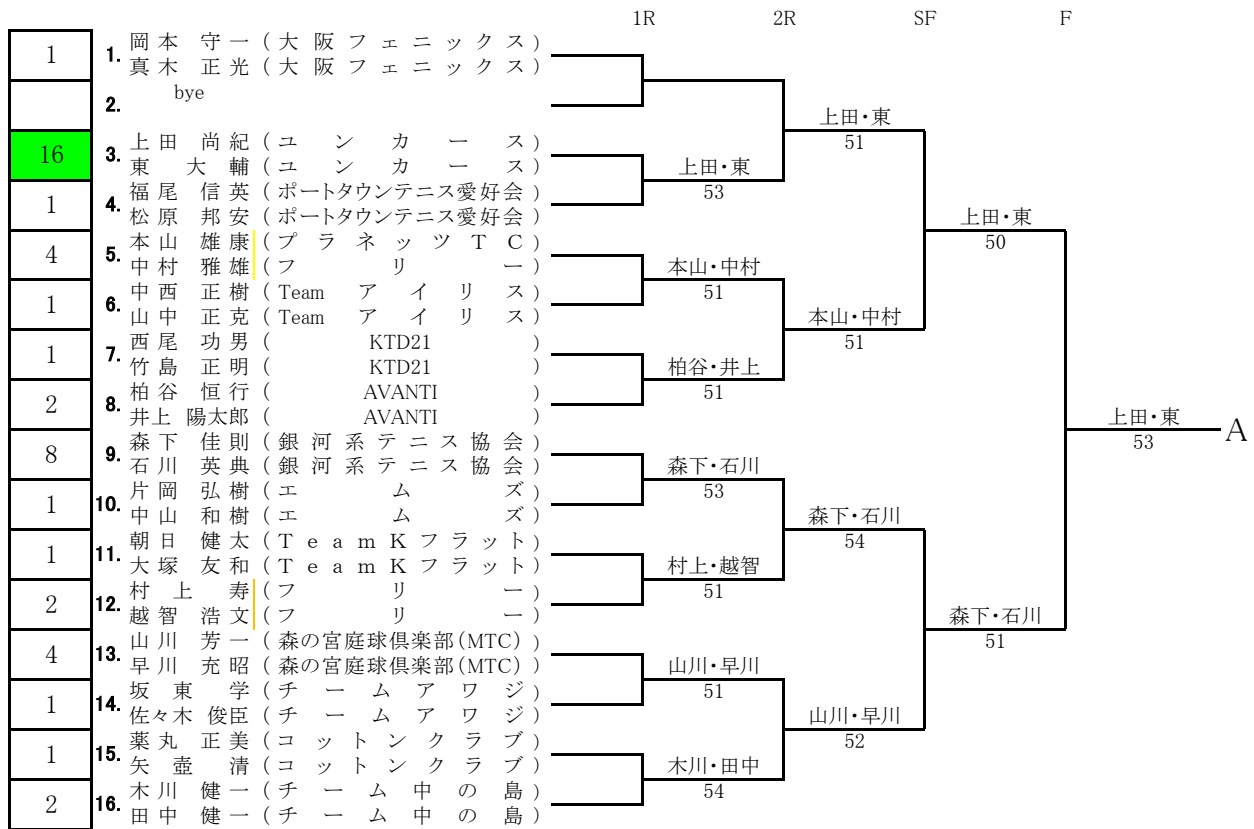 1R 2R SF F
1 1. 岡本 守一 (大阪フェニックス)
真木 正光 (大阪フェニックス)
2. bye
上田・東
51
16 3. 上田 尚紀 (ユンカース)
東 大輔 (ユンカース)
上田・東
53
1 4. 福尾 信英 (ポートタウンテニス愛好会)
松原 邦安 (ポートタウンテニス愛好会)
上田・東
50
4 5. 本山 雄康 (プラネッツTC)
中村 雅雄 (フリー)
本山・中村
51
1 6. 中西 正樹 (Team アイリス)
山中 正克 (Team アイリス)
本山・中村
51
1 7. 西尾 功男 (KTD21)
竹島 正明 (KTD21)
柏谷・井上
51
2 8. 柏谷 恒行 (AVANTI)
井上 陽太郎 (AVANTI)
上田・東
53
A
8 9. 森下 佳則 (銀河系テニス協会)
石川 英典 (銀河系テニス協会)
森下・石川
53
1 10. 片岡 弘樹 (エムズ)
中山 和樹 (エムズ)
森下・石川
54
1 11. 朝日 健太 (TeamKフラット)
大塚 友和 (TeamKフラット)
村上・越智
51
2 12. 村上 寿 (フリー)
越智 浩文 (フリー)
森下・石川
51
4 13. 山川 芳一 (森の宮庭球倶楽部(MTC))
早川 充昭 (森の宮庭球倶楽部(MTC))
山川・早川
51
1 14. 坂東 学 (チームアワジ)
佐々木 俊臣 (チームアワジ)
山川・早川
52
1 15. 薬丸 正美 (コットンクラブ)
矢壺 清 (コットンクラブ)
木川・田中
54
2 16. 木川 健一 (チーム中の島)
田中 健一 (チーム中の島)